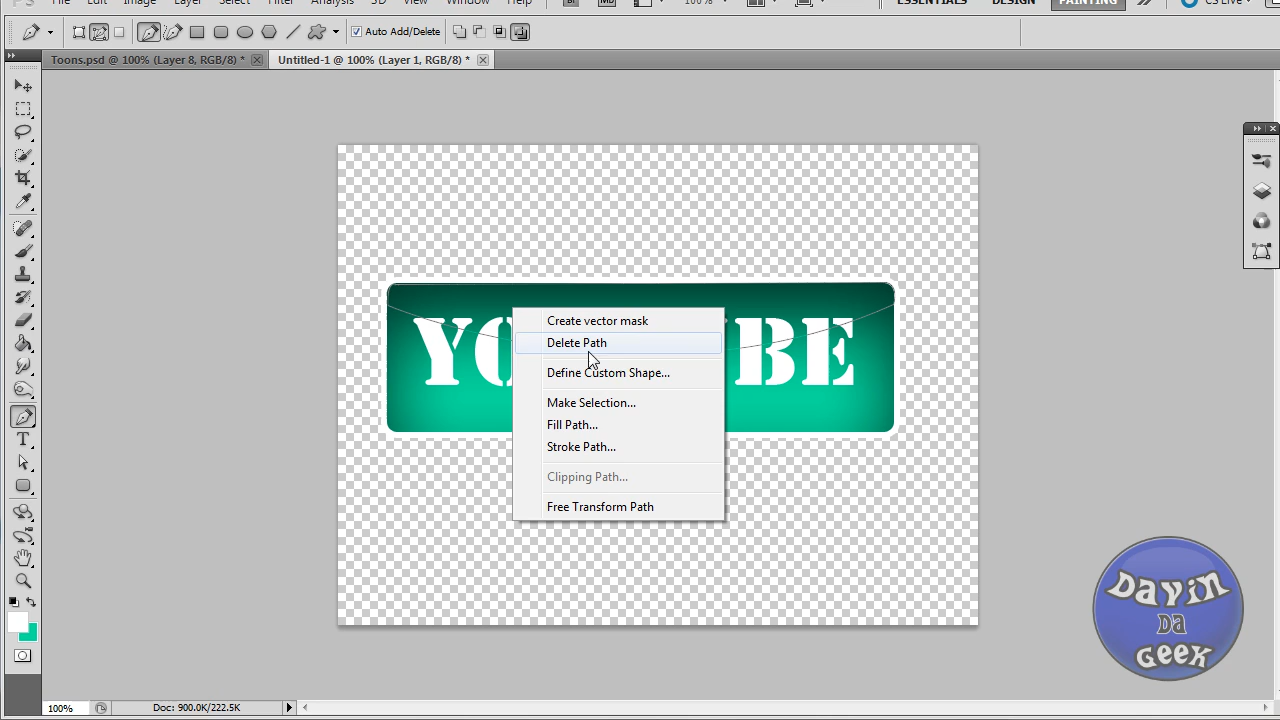 File Edit Image Layer Select Filter Analysis 3D View Window Help Br Mb 100% ESSENTIALS DESIGN PAINTING CS Live
Auto Add/Delete
Toons.psd @ 100% (Layer 8, RGB/8) * Untitled-1 @ 100% (Layer 1, RGB/8) *
YO BE
Create vector mask
Delete Path
Define Custom Shape...
Make Selection...
Fill Path...
Stroke Path...
Clipping Path...
Free Transform Path
Davin
Da
Geek
100% Doc: 900.0K/222.5K